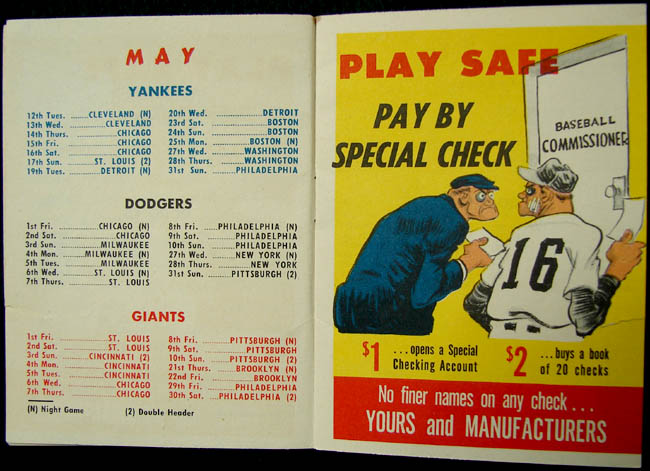 MAY
YANKEES
12th Tues. ......CLEVELAND (N)
13th Wed. ............CLEVELAND
14th Thurs. ............CHICAGO
15th Fri. ................CHICAGO
16th Sat. ................CHICAGO
17th Sun. ........ST. LOUIS (2)
19th Tues. ........DETROIT (N)
20th Wed. ................DETROIT
23rd Sat. ................BOSTON
24th Sun. ................BOSTON
25th Mon. ..........BOSTON (N)
27th Wed. ........WASHINGTON
28th Thurs. ......WASHINGTON
31st Sun. ......PHILADELPHIA
DODGERS
1st Fri. ............CHICAGO (N)
2nd Sat. ................CHICAGO
3rd Sun. ..........MILWAUKEE
4th Mon. ......MILWAUKEE (N)
5th Tues. ..........MILWAUKEE
6th Wed. ........ST. LOUIS (N)
7th Thurs. ............ST. LOUIS
8th Fri. ....PHILADELPHIA (N)
9th Sat. ........PHILADELPHIA
10th Sun. ......PHILADELPHIA
27th Wed. ......NEW YORK (N)
28th Thurs. ..........NEW YORK
31st Sun. ....PITTSBURGH (2)
GIANTS
1st Fri. ................ST. LOUIS
2nd Sat. ..............ST. LOUIS
3rd Sun. ....CINCINNATI (2)
4th Mon. ..........CINCINNATI
5th Tues. ..........CINCINNATI
6th Wed. ..............CHICAGO
7th Thurs. ..............CHICAGO
8th Fri. ......PITTSBURGH (N)
9th Sat. ............PITTSBURGH
10th Sun. ....PITTSBURGH (2)
21st Thurs. ......BROOKLYN (N)
22nd Fri. ............BROOKLYN
29th Fri. ........PHILADELPHIA
30th Sat. ..PHILADELPHIA (2)
(N) Night Game (2) Double Header
PLAY SAFE
PAY BY
SPECIAL CHECK
BASEBALL
COMMISSIONER
16
$1 ...opens a Special
Checking Account
$2 ...buys a book
of 20 checks
No finer names on any check...
YOURS and MANUFACTURERS